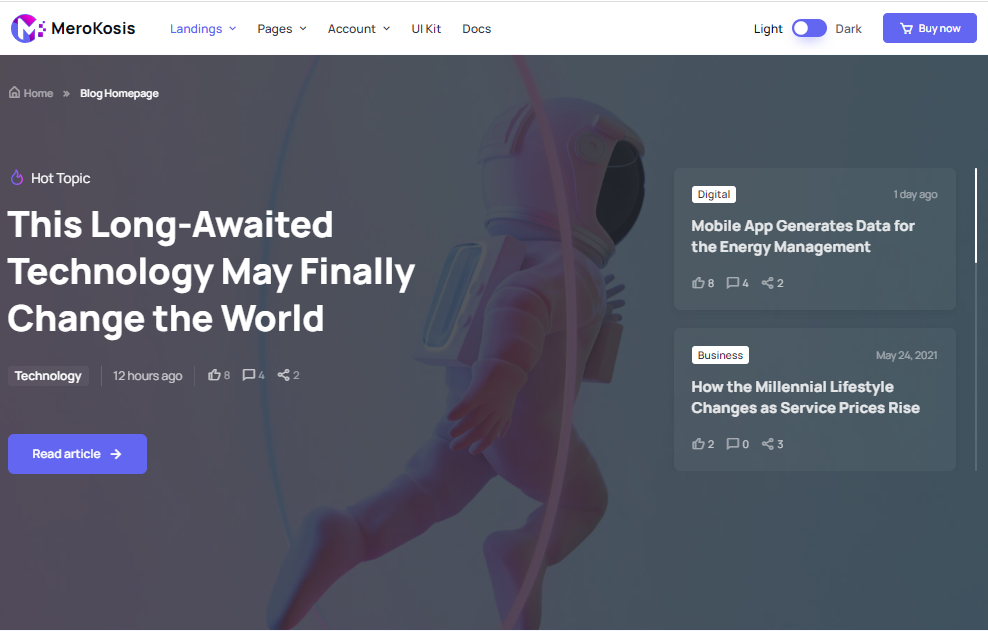 MeroKosis Landings Pages Account UI Kit Docs Light Dark Buy now
Home » Blog Homepage
Hot Topic
This Long-Awaited
Technology May Finally
Change the World
Technology 12 hours ago 8 4 2
Read article →
Digital 1 day ago
Mobile App Generates Data for
the Energy Management
8 4 2
Business May 24, 2021
How the Millennial Lifestyle
Changes as Service Prices Rise
2 0 3